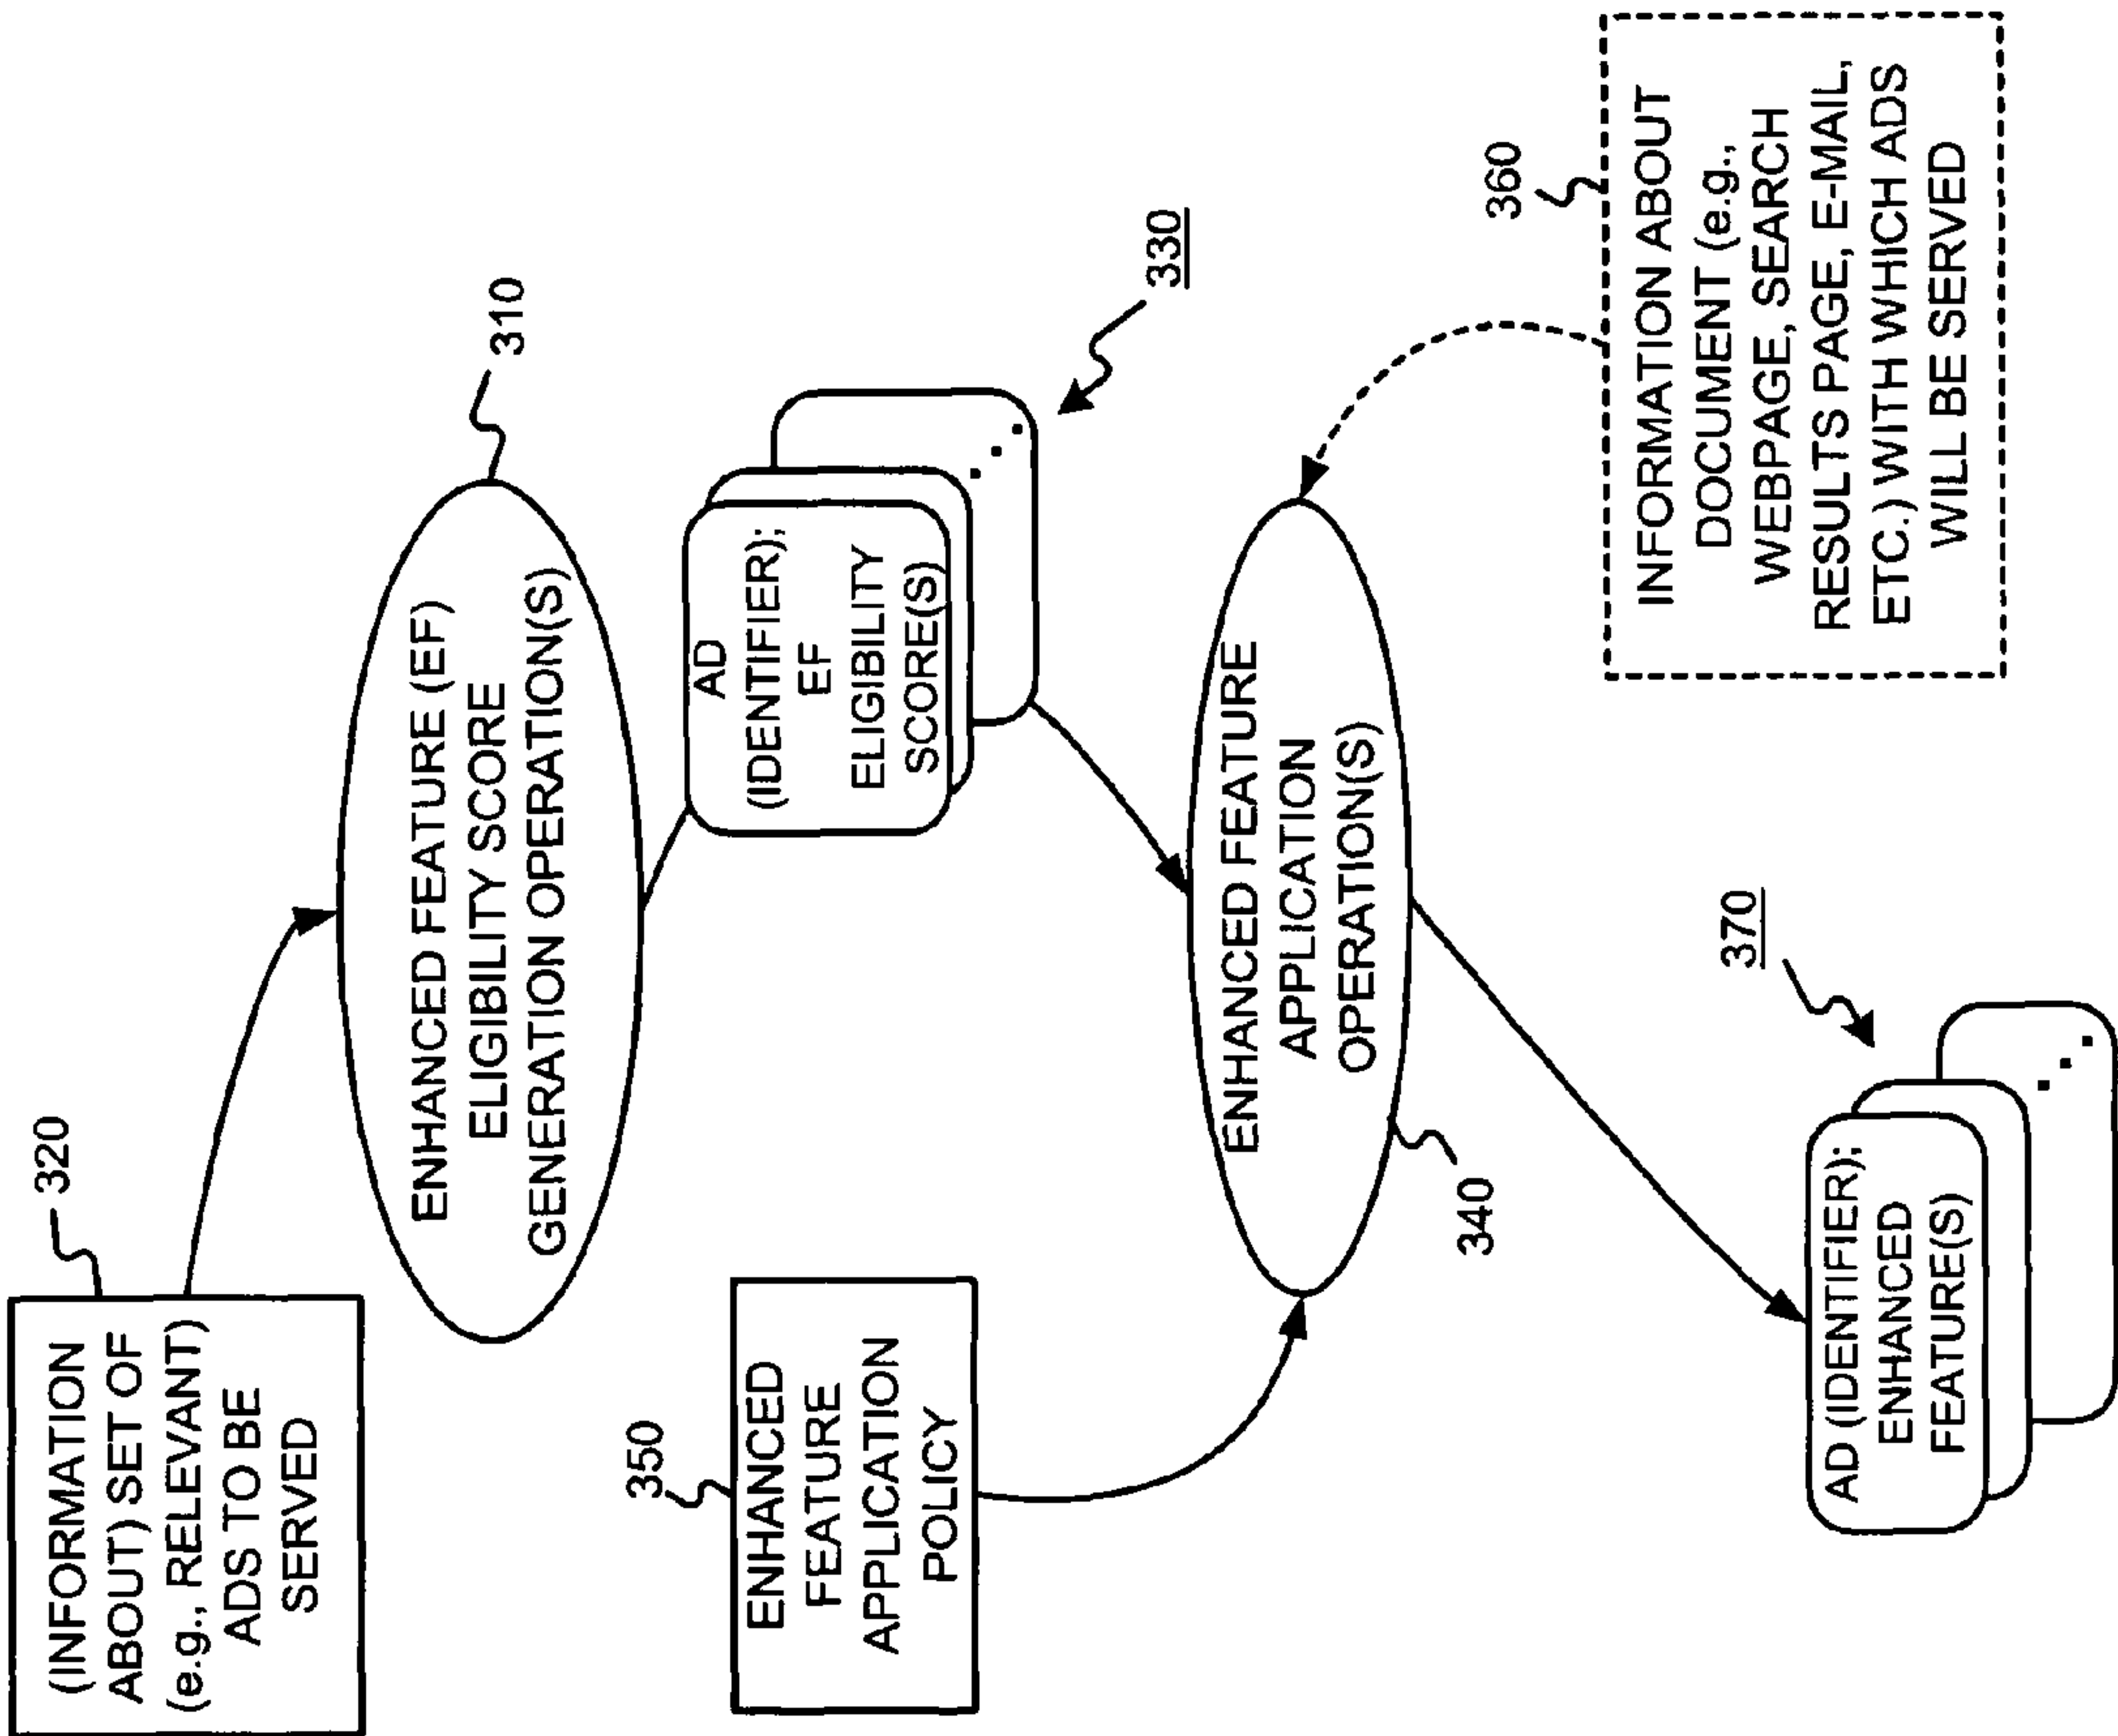 320
(INFORMATION
ABOUT) SET OF
(e.g., RELEVANT)
ADS TO BE
SERVED
310
ENHANCED FEATURE (EF)
ELIGIBILITY SCORE
GENERATION OPERATION(S)
330
AD
(IDENTIFIER);
EF
ELIGIBILITY
SCORE(S)
350
ENHANCED
FEATURE
APPLICATION
POLICY
ENHANCED FEATURE
APPLICATION
OPERATION(S)
340
360
INFORMATION ABOUT
DOCUMENT (e.g.,
WEBPAGE, SEARCH
RESULTS PAGE, E-MAIL,
ETC.) WITH WHICH ADS
WILL BE SERVED
370
AD (IDENTIFIER);
ENHANCED
FEATURE(S)